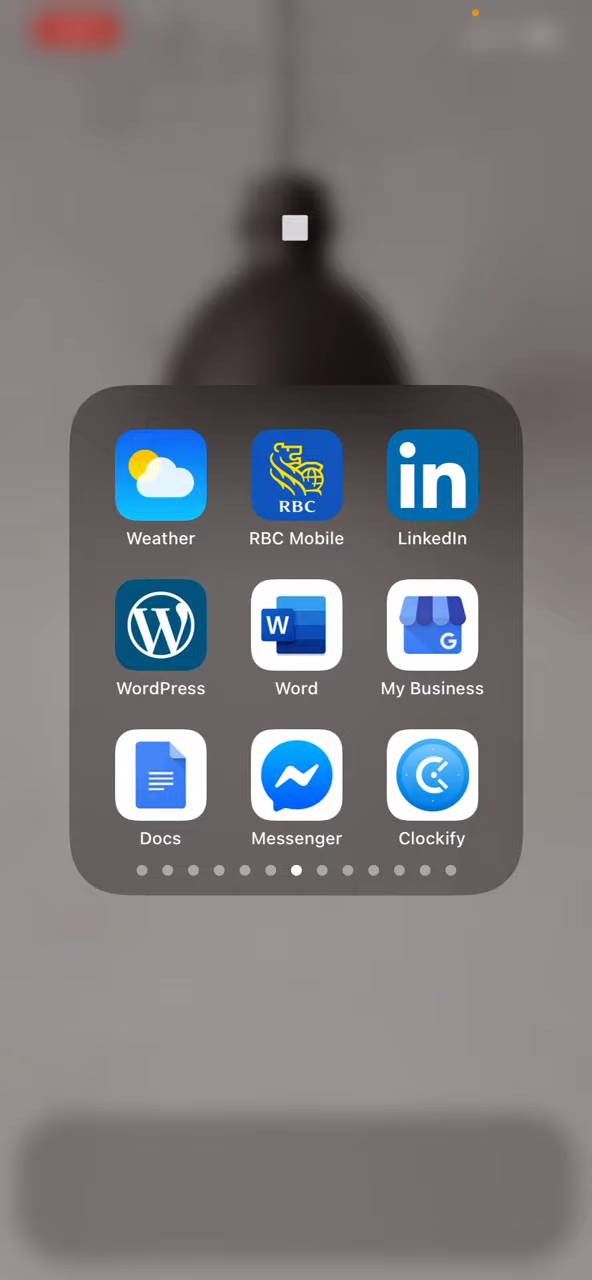 RBC
Weather RBC Mobile LinkedIn
in
W W G
WordPress Word My Business
Docs Messenger Clockify